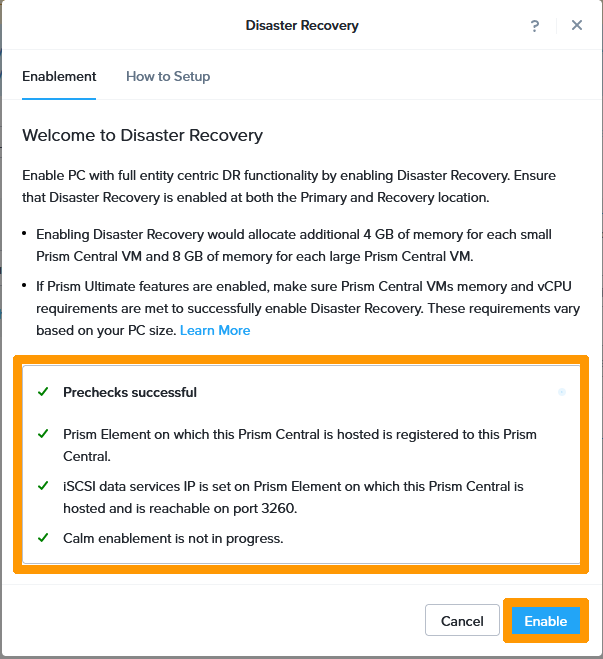 Disaster Recovery
?
Enablement How to Setup
Welcome to Disaster Recovery
Enable PC with full entity centric DR functionality by enabling Disaster Recovery. Ensure
that Disaster Recovery is enabled at both the Primary and Recovery location.
• Enabling Disaster Recovery would allocate additional 4 GB of memory for each small
Prism Central VM and 8 GB of memory for each large Prism Central VM.
• If Prism Ultimate features are enabled, make sure Prism Central VMs memory and vCPU
requirements are met to successfully enable Disaster Recovery. These requirements vary
based on your PC size. Learn More
Prechecks successful
Prism Element on which this Prism Central is hosted is registered to this Prism
Central.
iSCSI data services IP is set on Prism Element on which this Prism Central is
hosted and is reachable on port 3260.
Calm enablement is not in progress.
Cancel Enable